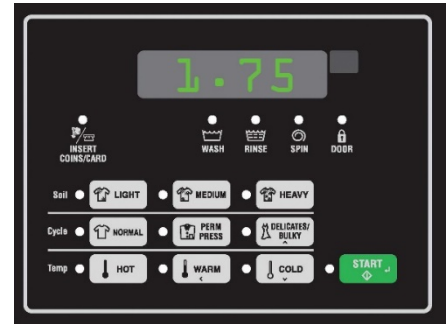 1.75
INSERT
COINS/CARD
WASH RINSE SPIN DOOR
Soil LIGHT MEDIUM HEAVY
Cycle NORMAL PERM
PRESS DELICATES/
BULKY
Temp HOT WARM COLD START